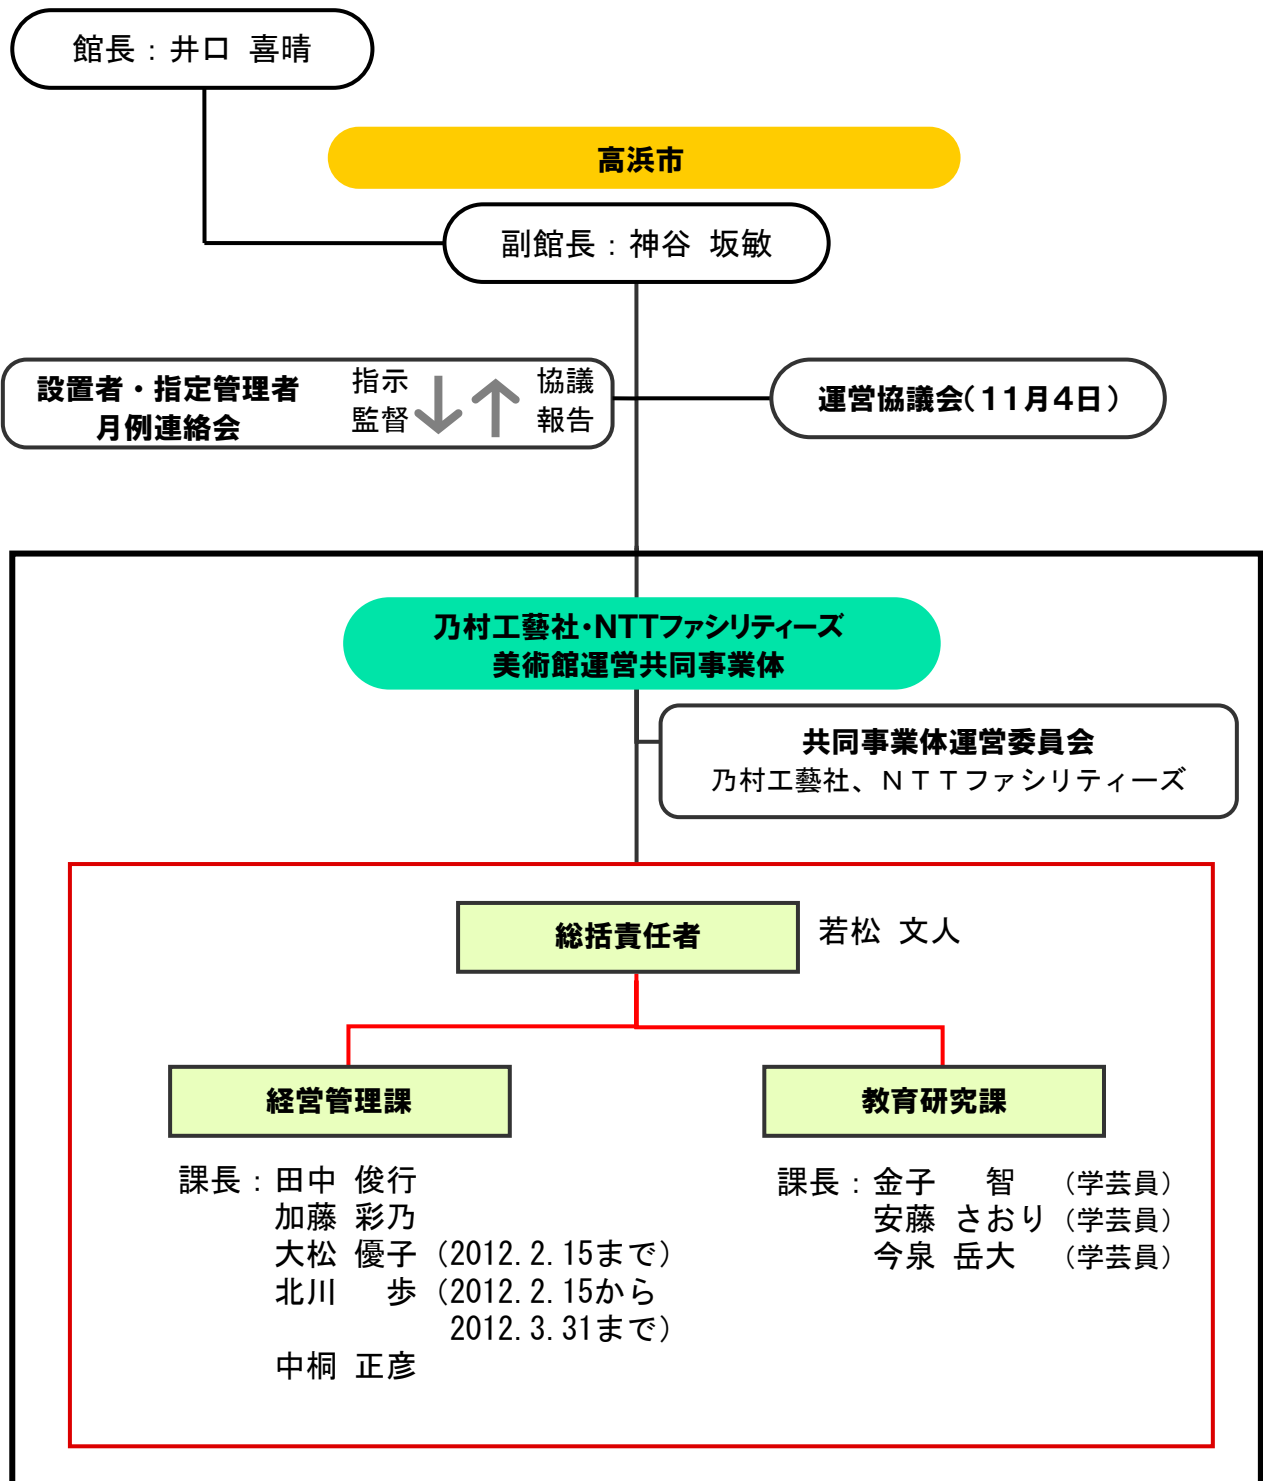 館長：井口 喜晴
高浜市
副館長：神谷 坂敏
設置者・指定管理者
月例連絡会
指示
監督
協議
報告
運営協議会（11月4日）
乃村工藝社・NTTファシリティーズ
美術館運営共同事業体
共同事業体運営委員会
乃村工藝社、ＮＴＴファシリティーズ
総括責任者
若松 文人
経営管理課
課長：田中 俊行
加藤 彩乃
大松 優子（2012.2.15まで）
北川 歩（2012.2.15から
2012.3.31まで）
中桐 正彦
教育研究課
課長：金子 智 （学芸員）
安藤 さおり（学芸員）
今泉 岳大 （学芸員）